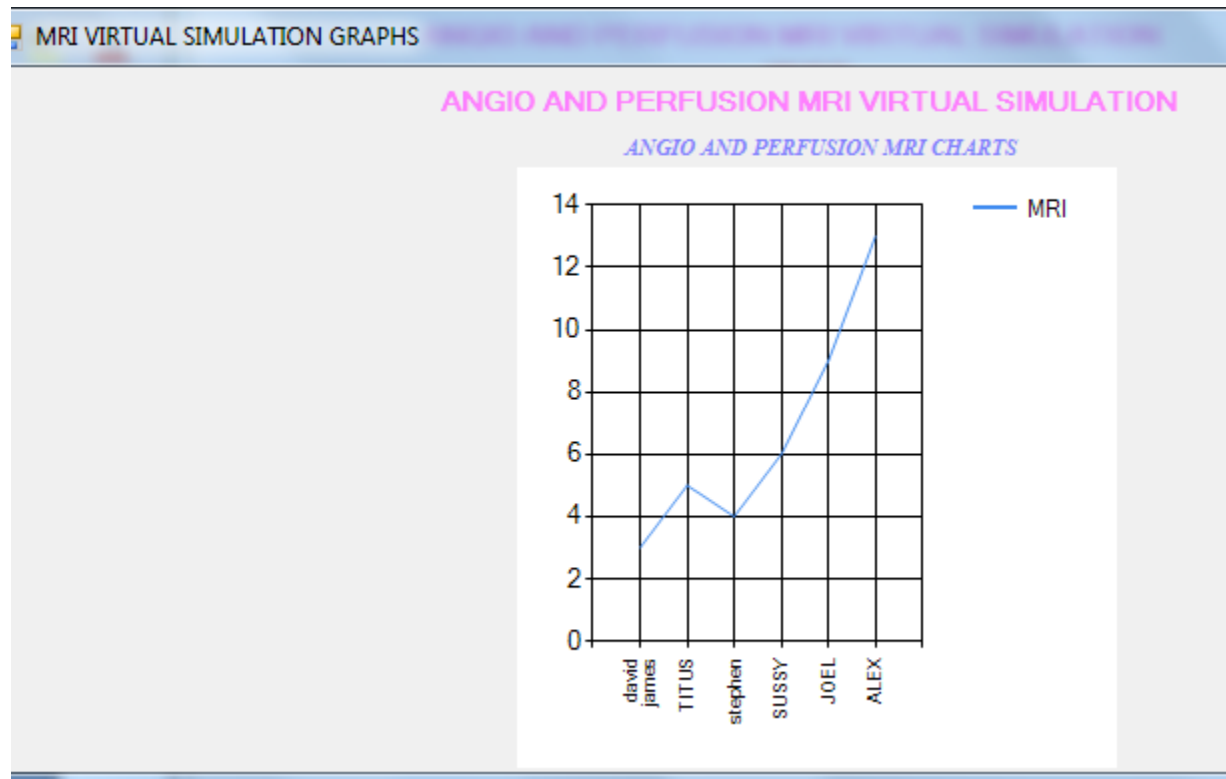 MRI VIRTUAL SIMULATION GRAPHS
ANGIO AND PERFUSION MRI VIRTUAL SIMULATION
ANGIO AND PERFUSION MRI CHARTS
14
12
10
8
6
4
2
0
MRI
david
james
TITUS
stephen
SUSSY
JOEL
ALEX